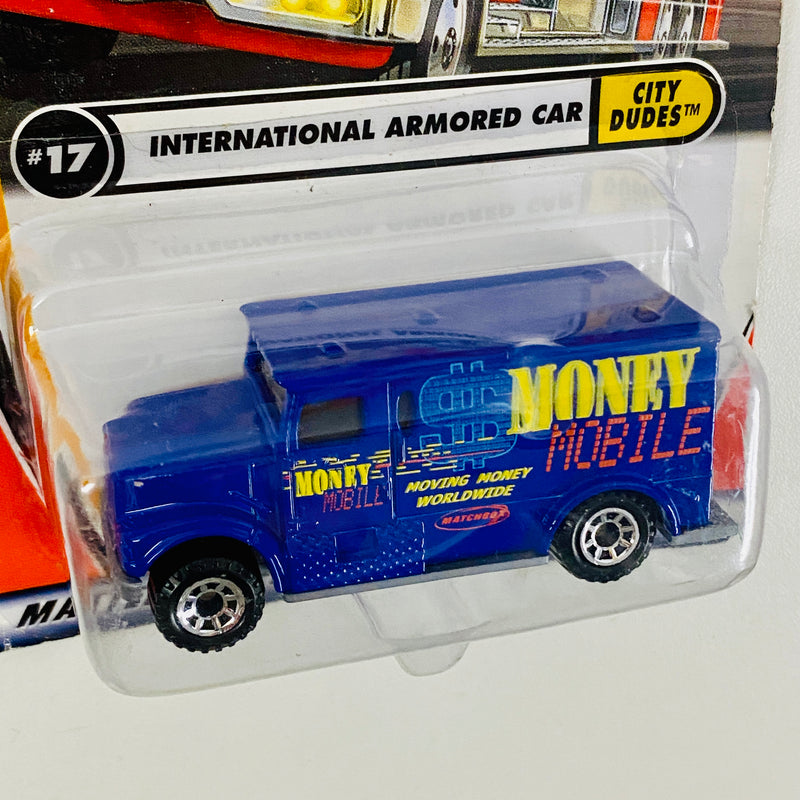 #17
INTERNATIONAL ARMORED CAR
CITY
DUDES™
$
MONEY
MOBILE
MONEY
MOBILE
MOVING MONEY
WORLDWIDE
MATCHBOX